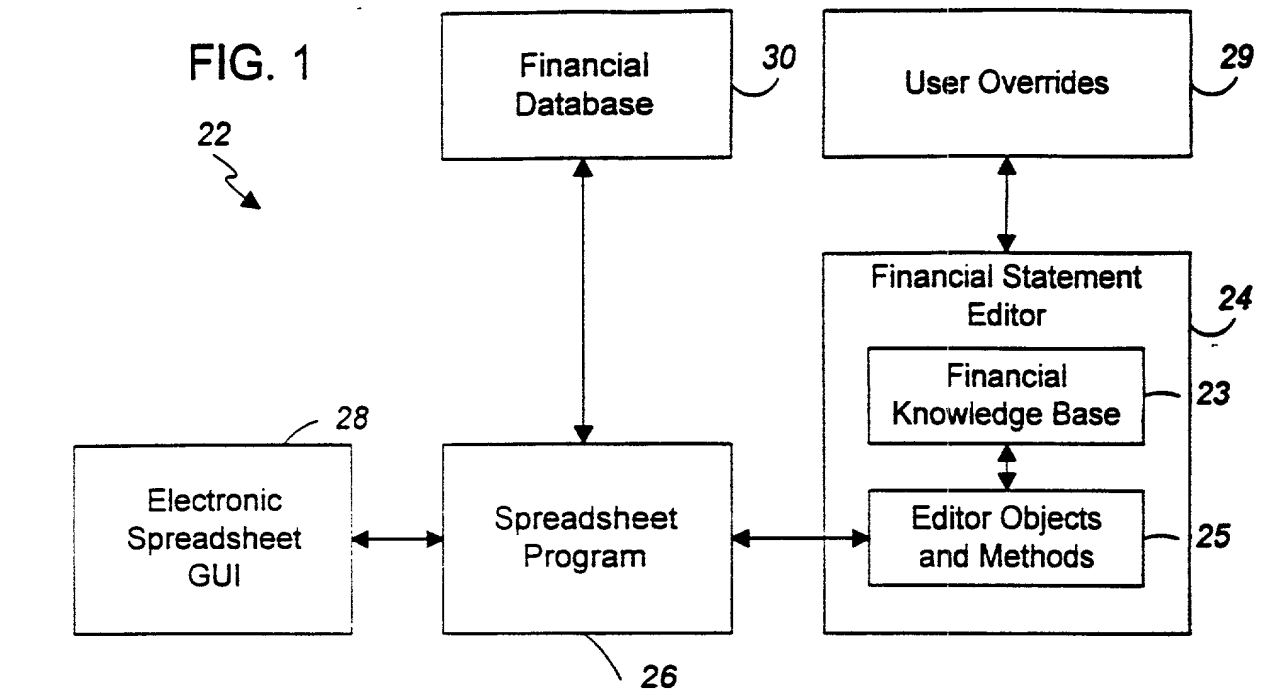 FIG. 1
22
Financial
Database
30
User Overrides
29
Financial Statement
Editor
24
Financial
Knowledge Base
23
Editor Objects
and Methods
25
28
Electronic
Spreadsheet
GUI
Spreadsheet
Program
26